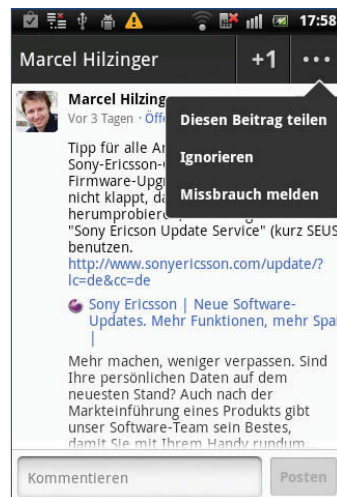 17:58
Marcel Hilzinger +1
Marcel Hilzing
Vor 3 Tagen · Öff
Diesen Beitrag teilen
Ignorieren
Missbrauch melden
Tipp für alle
Sony-Ericsson-
Firmware-Upg
nicht klappt,
herumprobiere
"Sony Ericson Update Service" (kurz SEUS
benutzen.
http://www.sonyericsson.com/update/?
lc=de&cc=de
Sony Ericsson | Neue Software-
Updates. Mehr Funktionen, mehr Spa
|
Mehr machen, weniger verpassen. Sind
Ihre persönlichen Daten auf dem
neuesten Stand? Auch nach der
Markteinführung eines Produkts gibt
unser Software-Team sein Bestes,
damit Sie mit Ihrem Handy rundum...
Kommentieren
Posten